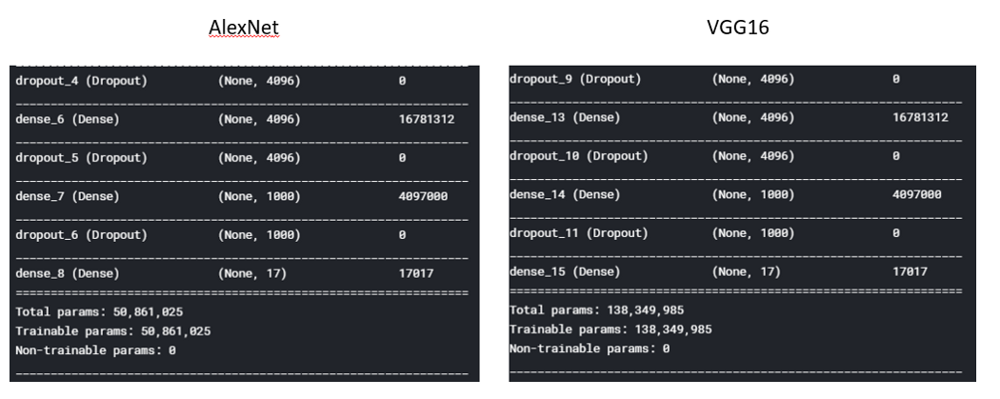 AlexNet
dropout_4 (Dropout) (None, 4096) 0
dense_6 (Dense) (None, 4096) 16781312
dropout_5 (Dropout) (None, 4096) 0
dense_7 (Dense) (None, 1000) 4097000
dropout_6 (Dropout) (None, 1000) 0
dense_8 (Dense) (None, 17) 17017
Total params: 50,861,025
Trainable params: 50,861,025
Non-trainable params: 0
VGG16
dropout_9 (Dropout) (None, 4096) 0
dense_13 (Dense) (None, 4096) 16781312
dropout_10 (Dropout) (None, 4096) 0
dense_14 (Dense) (None, 1000) 4097000
dropout_11 (Dropout) (None, 1000) 0
dense_15 (Dense) (None, 17) 17017
Total params: 138,349,985
Trainable params: 138,349,985
Non-trainable params: 0